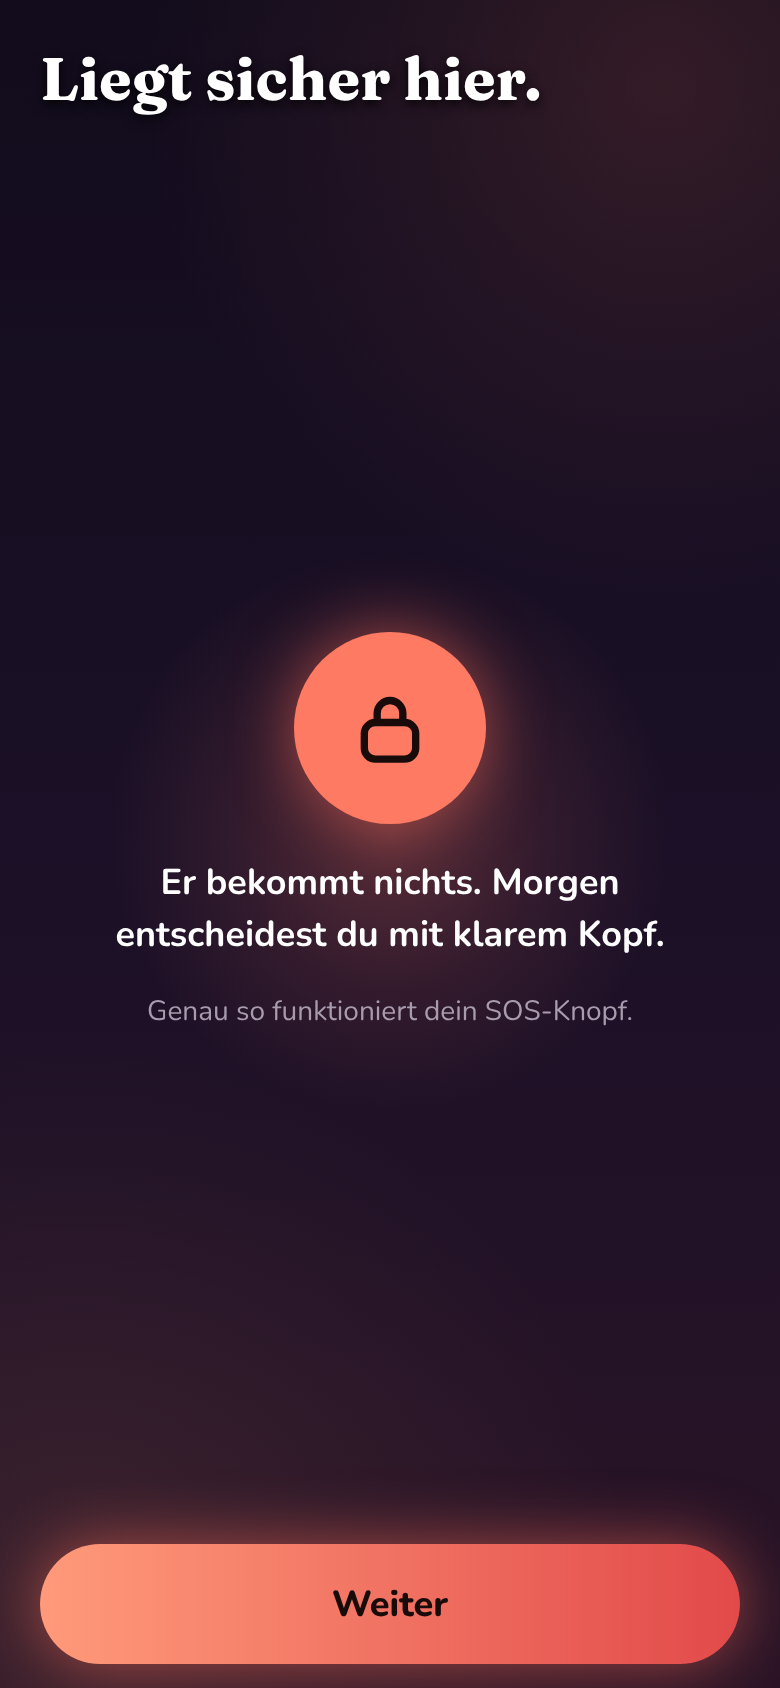 Liegt sicher hier.
Er bekommt nichts. Morgen
entscheidest du mit klarem Kopf.
Genau so funktioniert dein SOS-Knopf.
Weiter